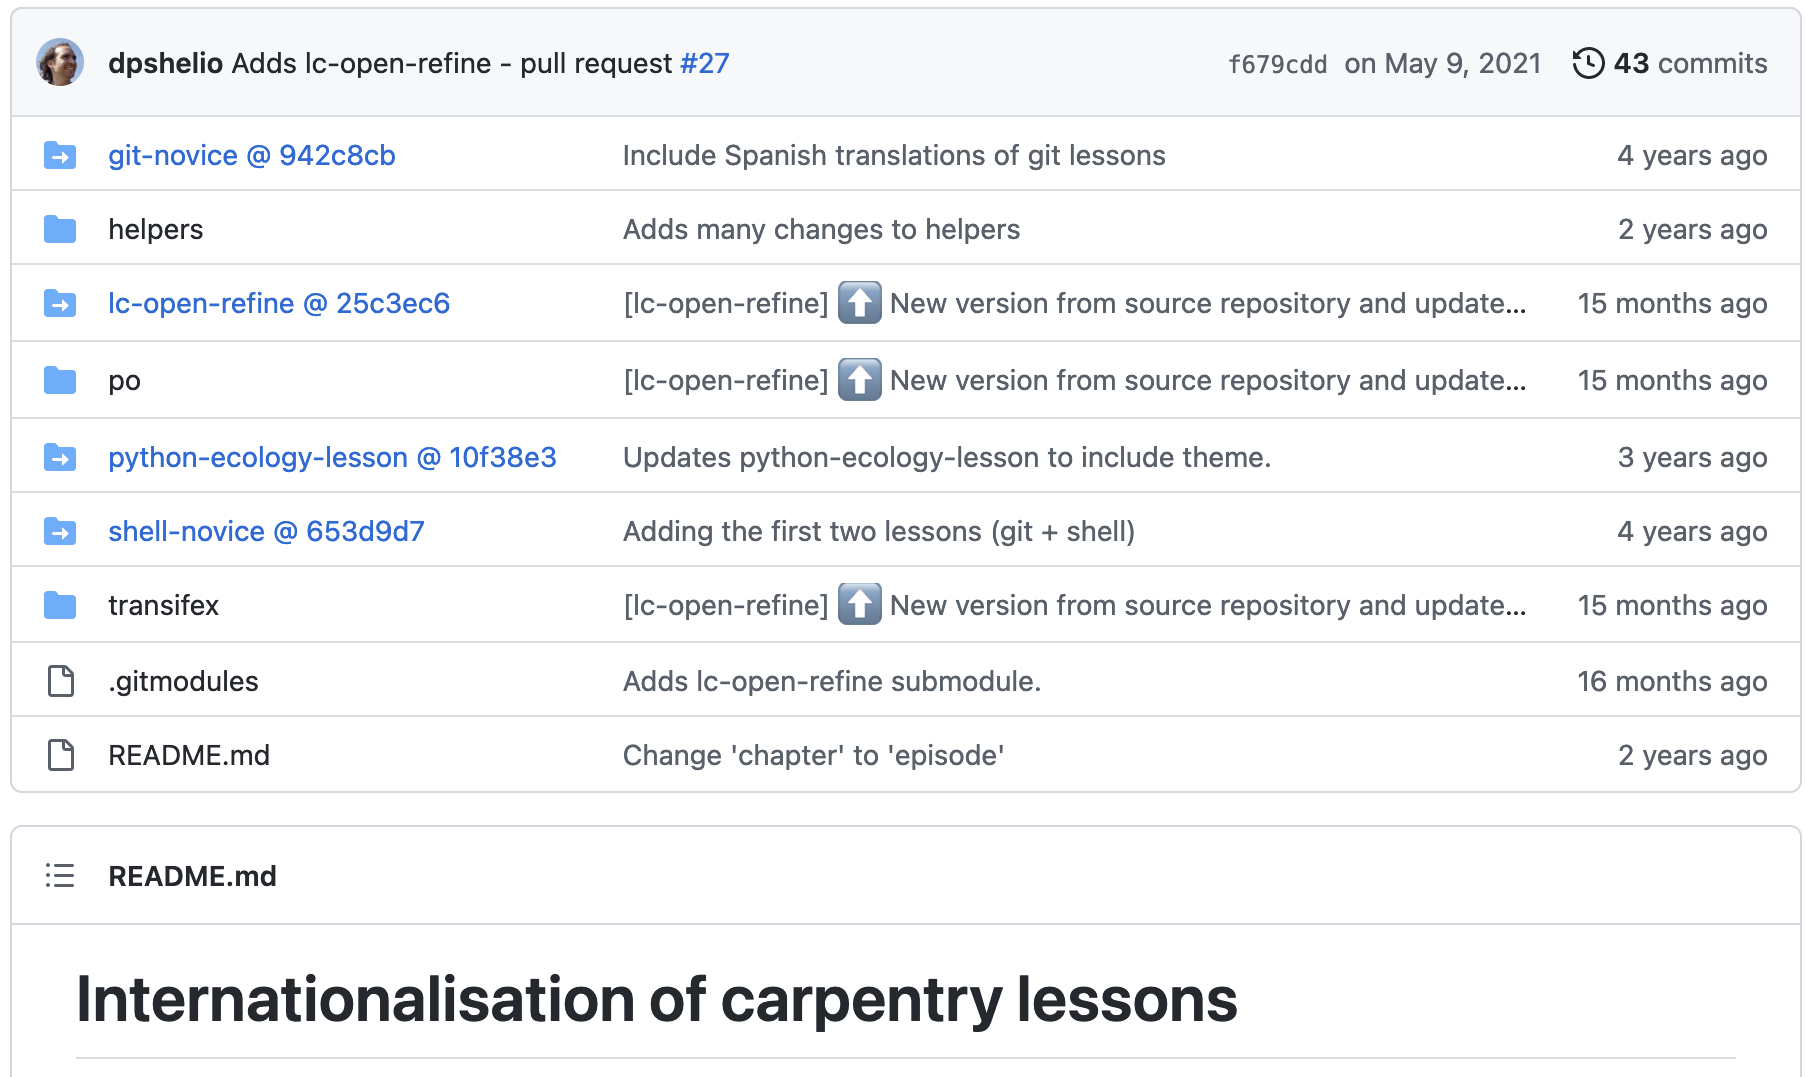 dpshelio Adds lc-open-refine - pull request #27 f679cdd on May 9, 2021 43 commits
git-novice @ 942c8cb Include Spanish translations of git lessons 4 years ago
helpers Adds many changes to helpers 2 years ago
lc-open-refine @ 25c3ec6 [lc-open-refine] ⬆️ New version from source repository and update... 15 months ago
po [lc-open-refine] ⬆️ New version from source repository and update... 15 months ago
python-ecology-lesson @ 10f38e3 Updates python-ecology-lesson to include theme. 3 years ago
shell-novice @ 653d9d7 Adding the first two lessons (git + shell) 4 years ago
transifex [lc-open-refine] ⬆️ New version from source repository and update... 15 months ago
.gitmodules Adds lc-open-refine submodule. 16 months ago
README.md Change 'chapter' to 'episode' 2 years ago
README.md
Internationalisation of carpentry lessons